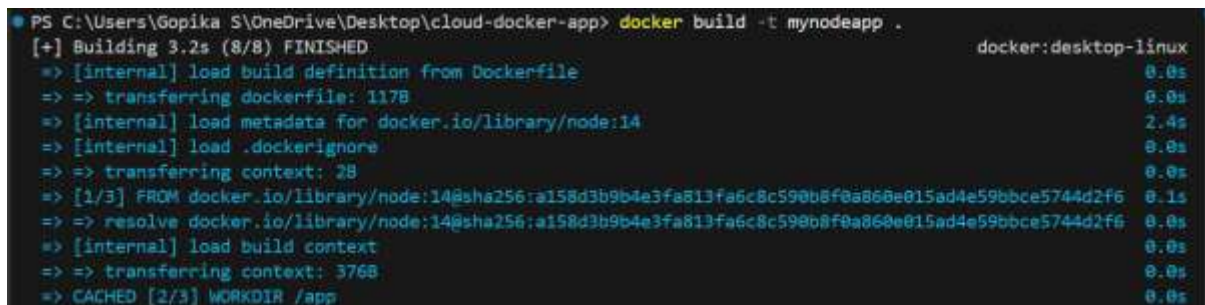 PS C:\Users\Gopika S\OneDrive\Desktop\cloud-docker-app> docker build -t mynodeapp .
[+] Building 3.2s (8/8) FINISHED docker:desktop-linux
=> [internal] load build definition from Dockerfile 0.0s
=> => transferring dockerfile: 117B 0.0s
=> [internal] load metadata for docker.io/library/node:14 2.4s
=> [internal] load .dockerignore 0.0s
=> => transferring context: 2B 0.0s
=> [1/3] FROM docker.io/library/node:14@sha256:a158d3b9b4e3fa813fa6c8c590b8f0a860e015ad4e59bbce5744d2f6 0.1s
=> => resolve docker.io/library/node:14@sha256:a158d3b9b4e3fa813fa6c8c590b8f0a860e015ad4e59bbce5744d2f6 0.0s
=> [internal] load build context 0.0s
=> => transferring context: 376B 0.0s
=> CACHED [2/3] WORKDIR /app 0.0s